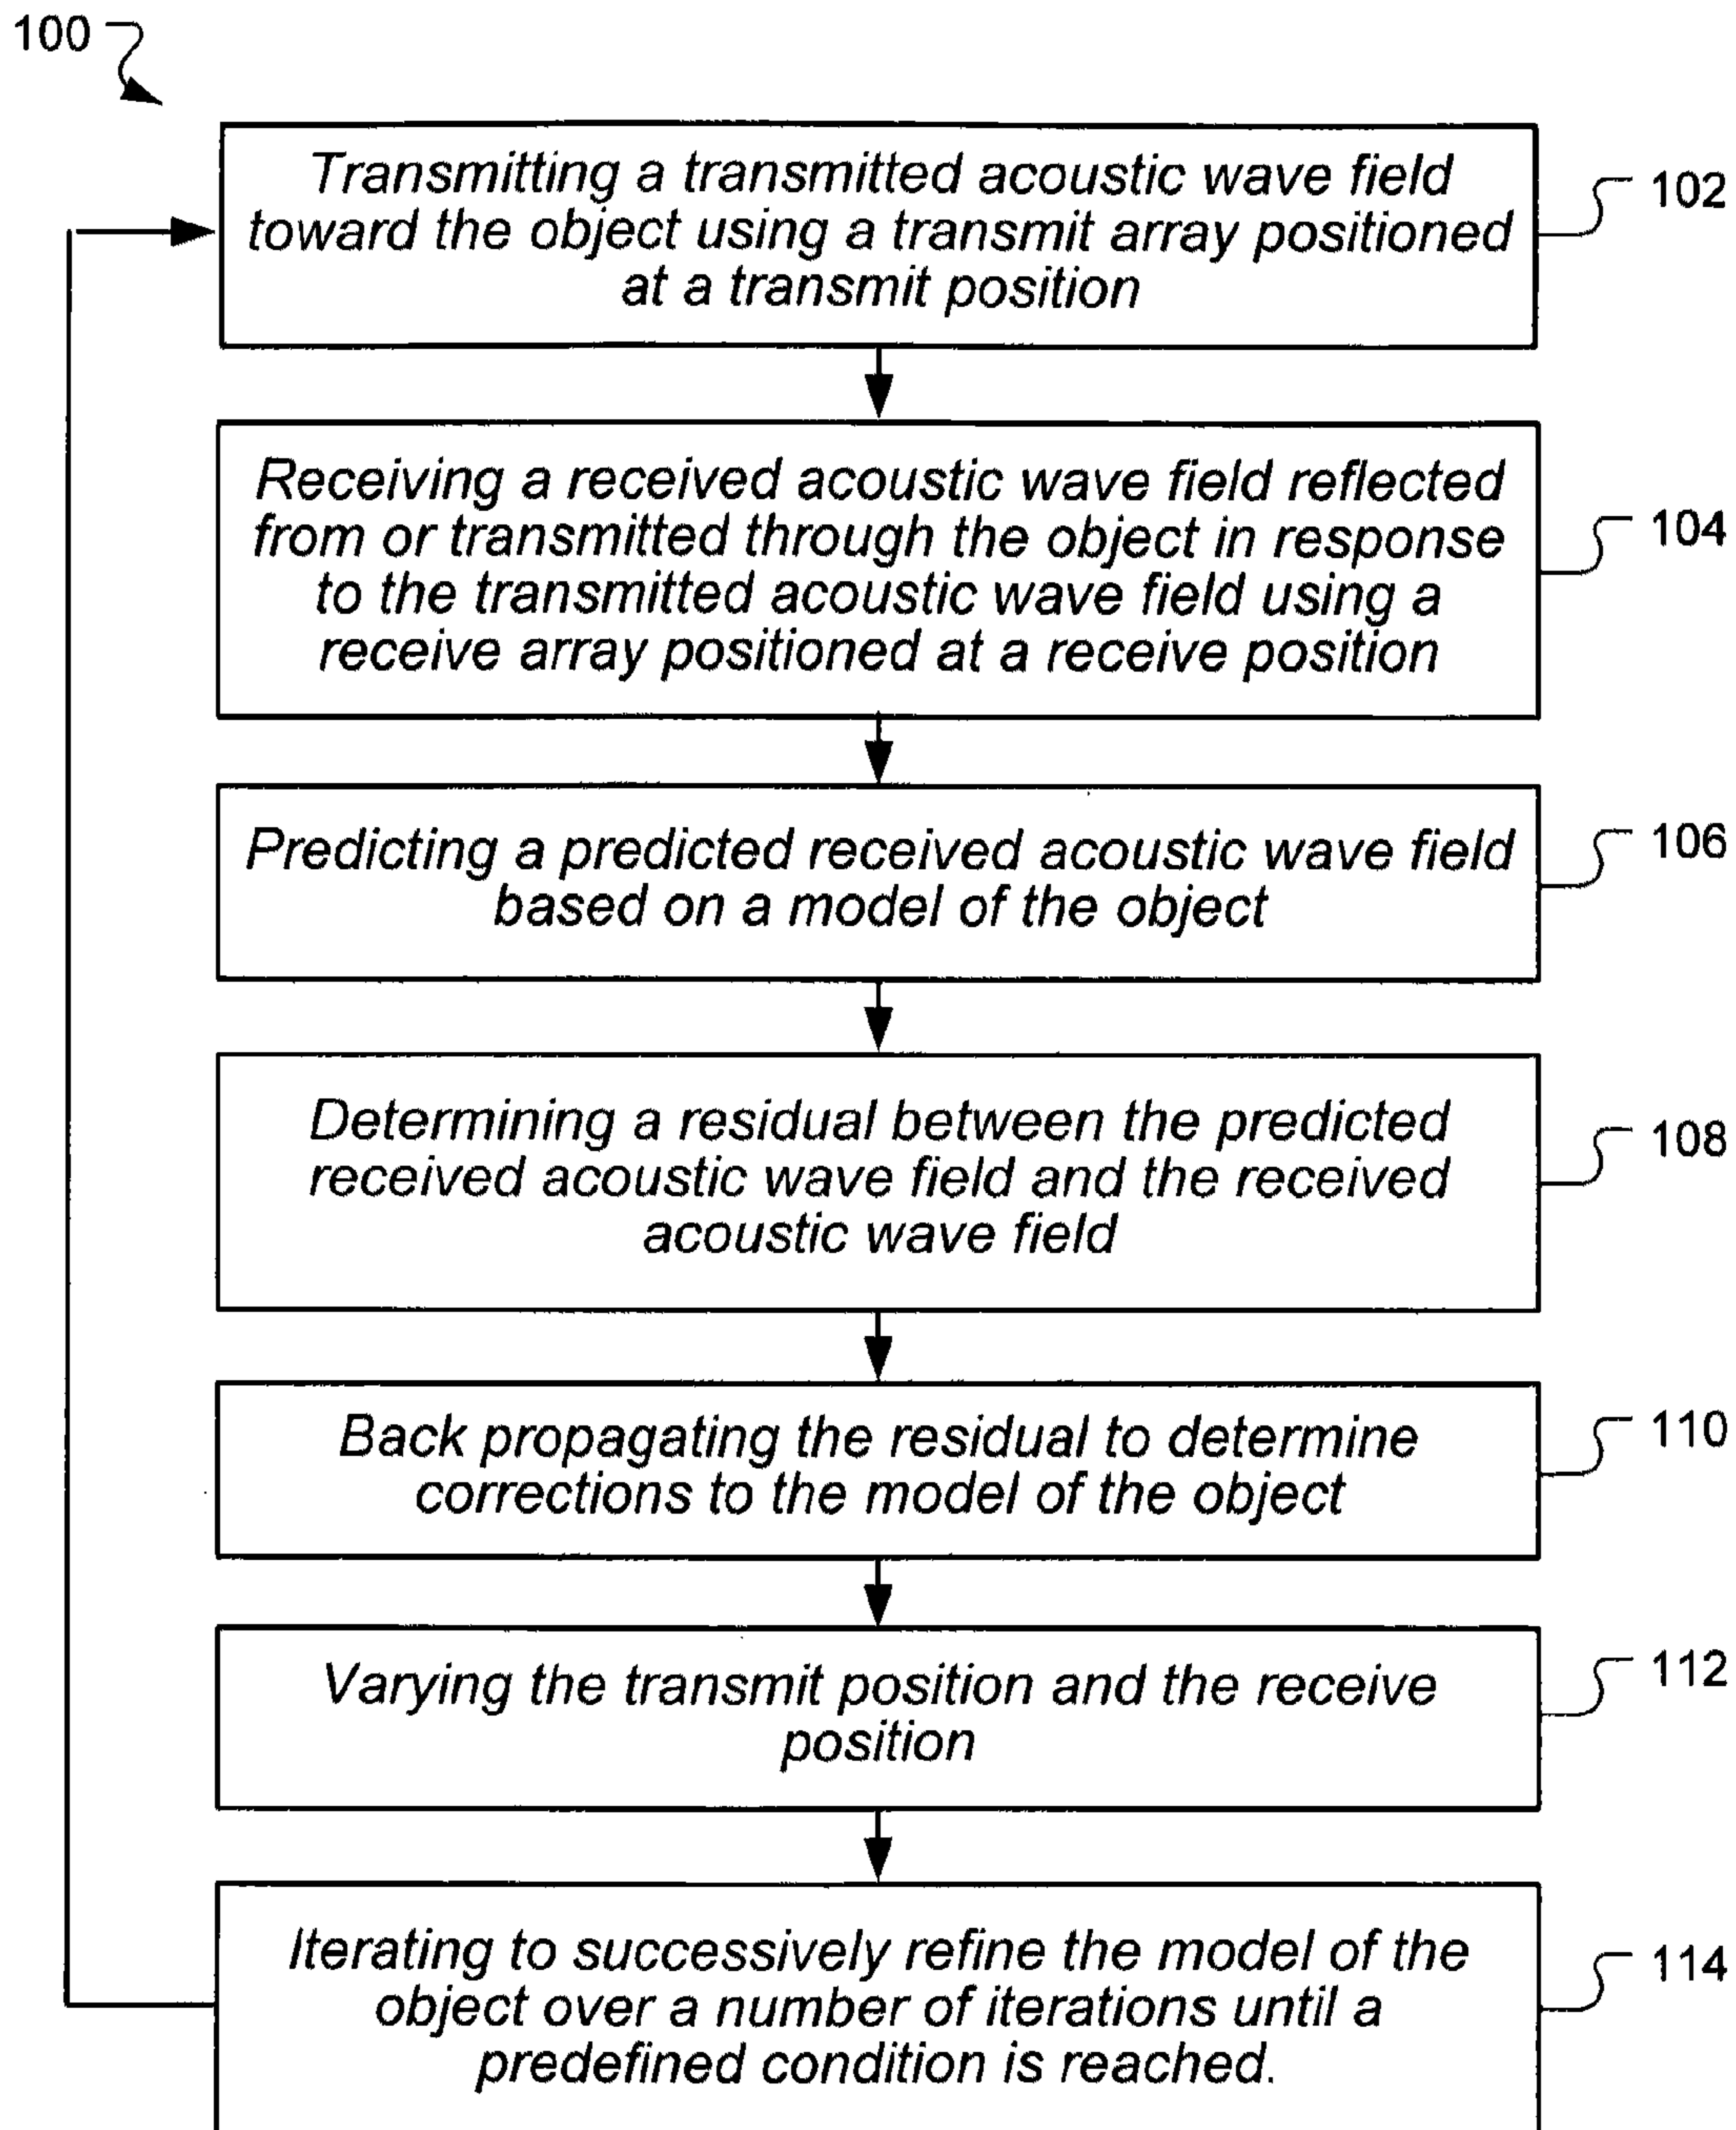 100
Transmitting a transmitted acoustic wave field
toward the object using a transmit array positioned
at a transmit position
102
Receiving a received acoustic wave field reflected
from or transmitted through the object in response
to the transmitted acoustic wave field using a
receive array positioned at a receive position
104
Predicting a predicted received acoustic wave field
based on a model of the object
106
Determining a residual between the predicted
received acoustic wave field and the received
acoustic wave field
108
Back propagating the residual to determine
corrections to the model of the object
110
Varying the transmit position and the receive
position
112
Iterating to successively refine the model of the
object over a number of iterations until a
predefined condition is reached.
114